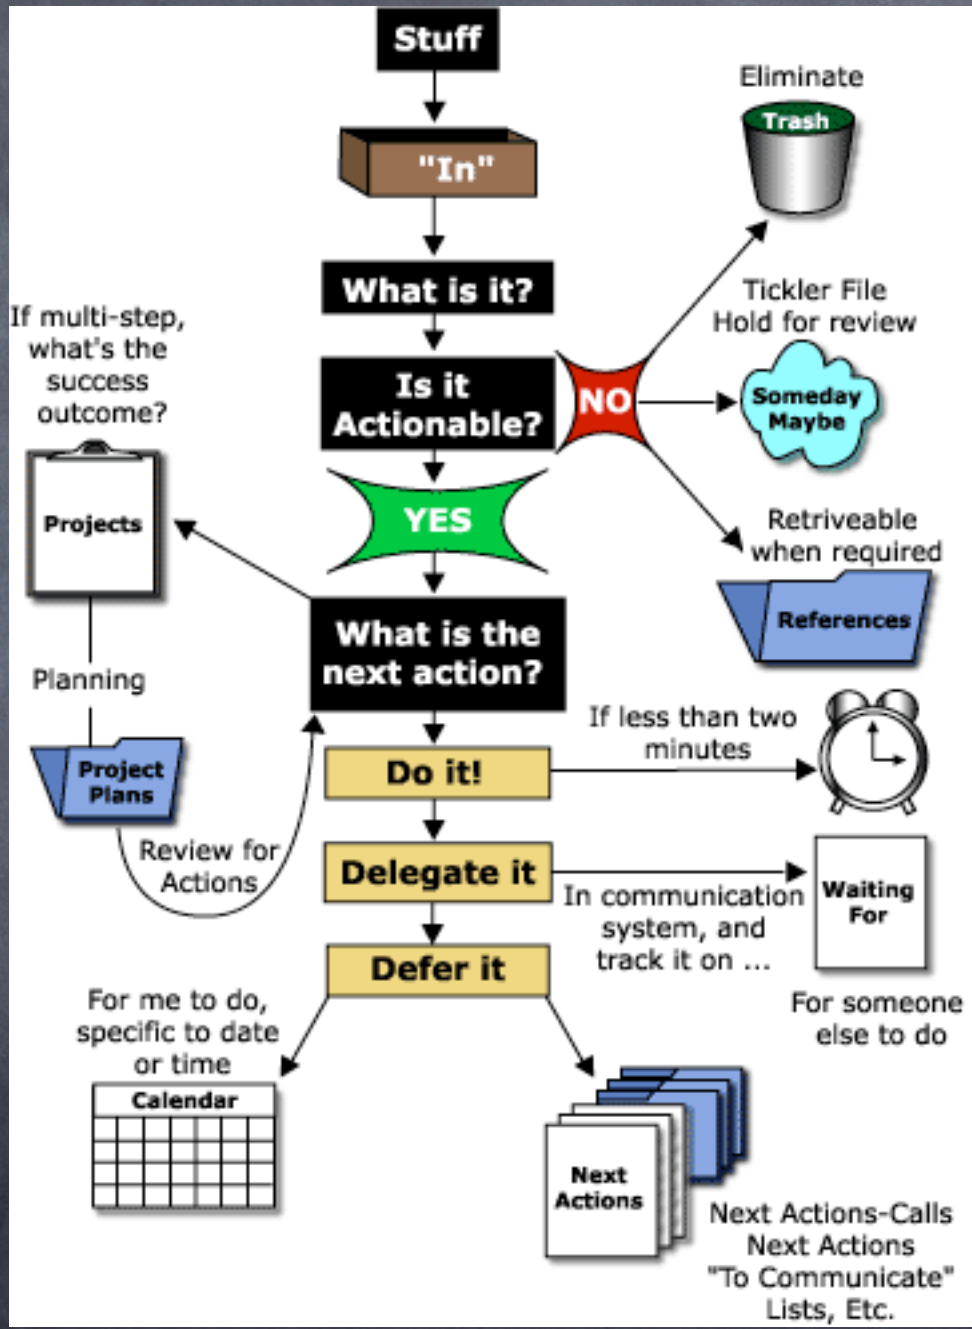 Stuff
"In"
What is it?
Is it
Actionable?
NO
Eliminate
Trash
Tickler File
Hold for review
Someday
Maybe
Retriveable
when required
References
YES
What is the
next action?
If multi-step,
what's the
success
outcome?
Projects
Planning
Project
Plans
Review for
Actions
Do it!
If less than two
minutes
Delegate it
In communication
system, and
track it on ...
Waiting
For
For someone
else to do
Defer it
For me to do,
specific to date
or time
Calendar
Next
Actions
Next Actions-Calls
Next Actions
"To Communicate"
Lists, Etc.